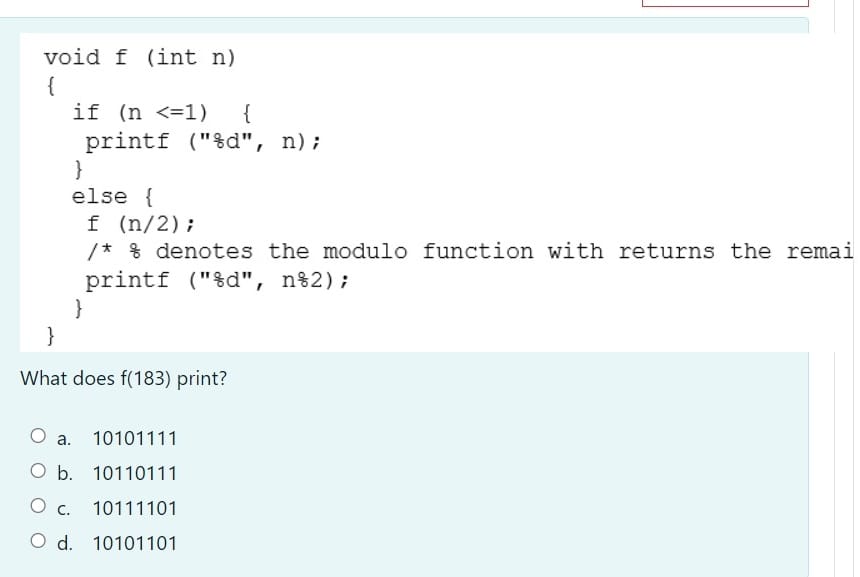 void f (int n)
{
if (n <=1) {
printf ("%d", n);
}
else {
f (n/2);
/* % denotes the modulo function with returns the remai
printf ("%d", n%2);
}
}
What does f(183) print?
a. 10101111
b. 10110111
c. 10111101
d. 10101101